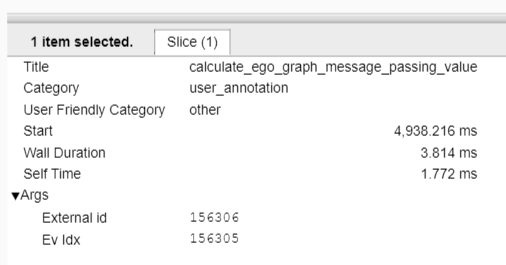 1 item selected. Slice (1)
Title calculate_ego_graph_message_passing_value
Category user_annotation
User Friendly Category other
Start 4,938.216 ms
Wall Duration 3.814 ms
Self Time 1.772 ms
▼Args
External id 156306
Ev Idx 156305